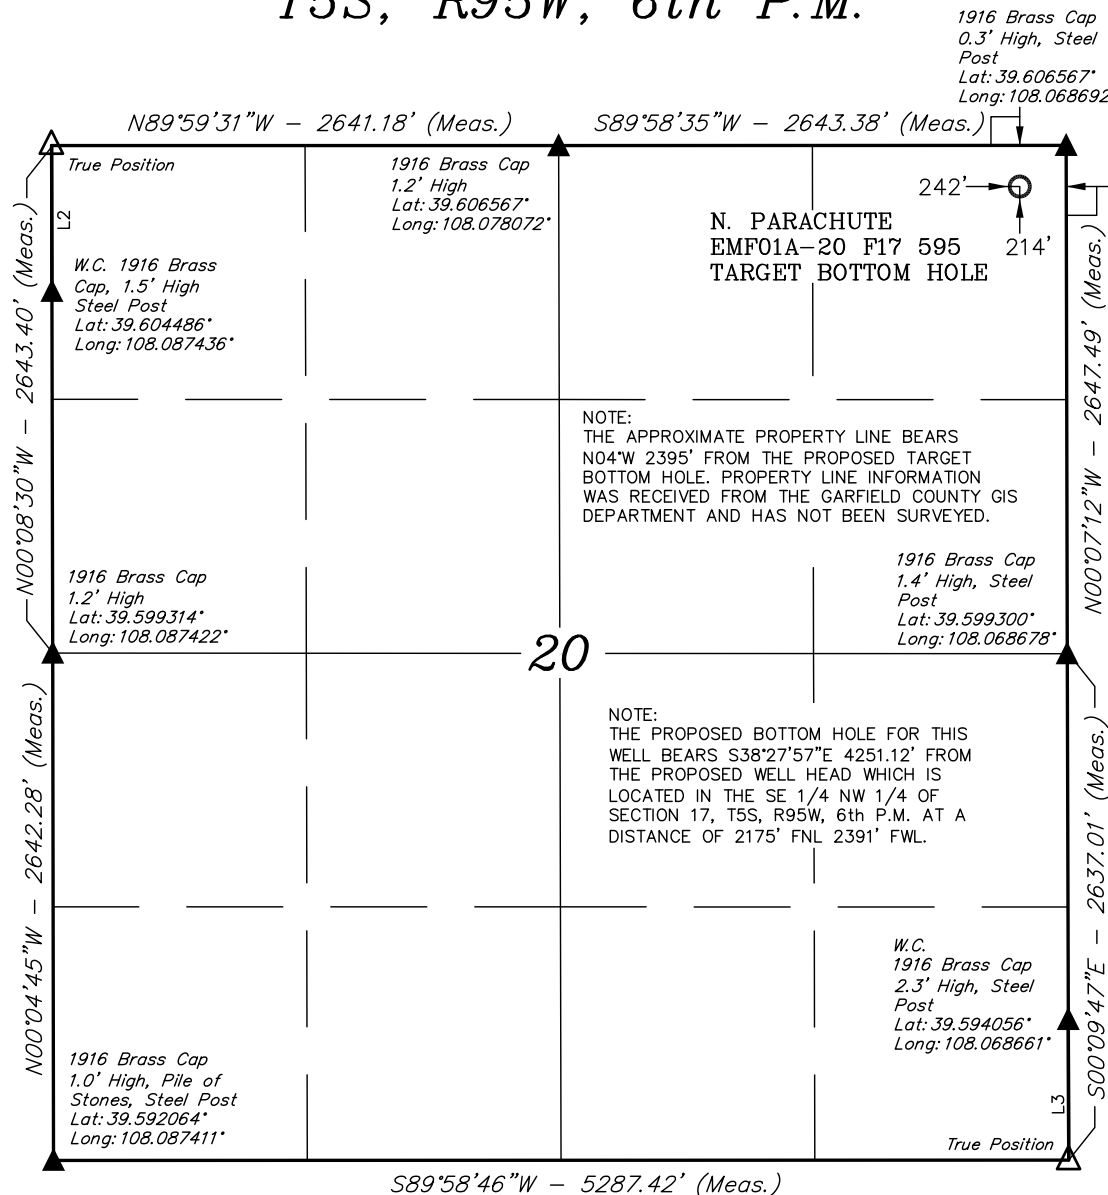 T5S, R95W, 6th P.M.
1916 Brass Cap
0.3' High, Steel
Post
Lat: 39.606567°
Long: 108.068692
N89°59'31"W - 2641.18' (Meas.)
S89°58'35"W - 2643.38' (Meas.)
True Position
1916 Brass Cap
1.2' High
Lat: 39.606567°
Long: 108.078072°
242'
214'
N. PARACHUTE
EMF01A-20 F17 595
TARGET BOTTOM HOLE
L2
W.C. 1916 Brass
Cap, 1.5' High
Steel Post
Lat: 39.604486°
Long: 108.087436°
N00°08'30"W - 2643.40' (Meas.)
N00°07'12"W - 2647.49' (Meas.)
NOTE:
THE APPROXIMATE PROPERTY LINE BEARS
N04°W 2395' FROM THE PROPOSED TARGET
BOTTOM HOLE. PROPERTY LINE INFORMATION
WAS RECEIVED FROM THE GARFIELD COUNTY GIS
DEPARTMENT AND HAS NOT BEEN SURVEYED.
1916 Brass Cap
1.2' High
Lat: 39.599314°
Long: 108.087422°
1916 Brass Cap
1.4' High, Steel
Post
Lat: 39.599300°
Long: 108.068678°
20
NOTE:
THE PROPOSED BOTTOM HOLE FOR THIS
WELL BEARS S38°27'57"E 4251.12' FROM
THE PROPOSED WELL HEAD WHICH IS
LOCATED IN THE SE 1/4 NW 1/4 OF
SECTION 17, T5S, R95W, 6th P.M. AT A
DISTANCE OF 2175' FNL 2391' FWL.
N00°04'45"W - 2642.28' (Meas.)
S00°09'47"E - 2637.01' (Meas.)
W.C.
1916 Brass Cap
2.3' High, Steel
Post
Lat: 39.594056°
Long: 108.068661°
1916 Brass Cap
1.0' High, Pile of
Stones, Steel Post
Lat: 39.592064°
Long: 108.087411°
L3
True Position
S89°58'46"W - 5287.42' (Meas.)